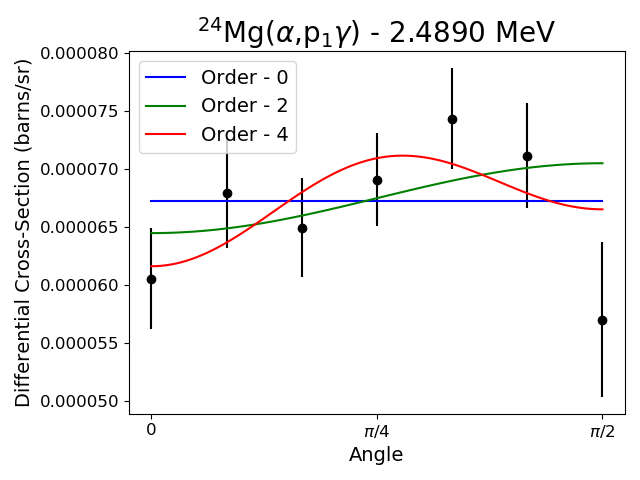 ²⁴Mg(α,p₁γ) - 2.4890 MeV
Differential Cross-Section (barns/sr)
0.000080
0.000075
0.000070
0.000065
0.000060
0.000055
0.000050
Order - 0
Order - 2
Order - 4
0 π/4 π/2
Angle